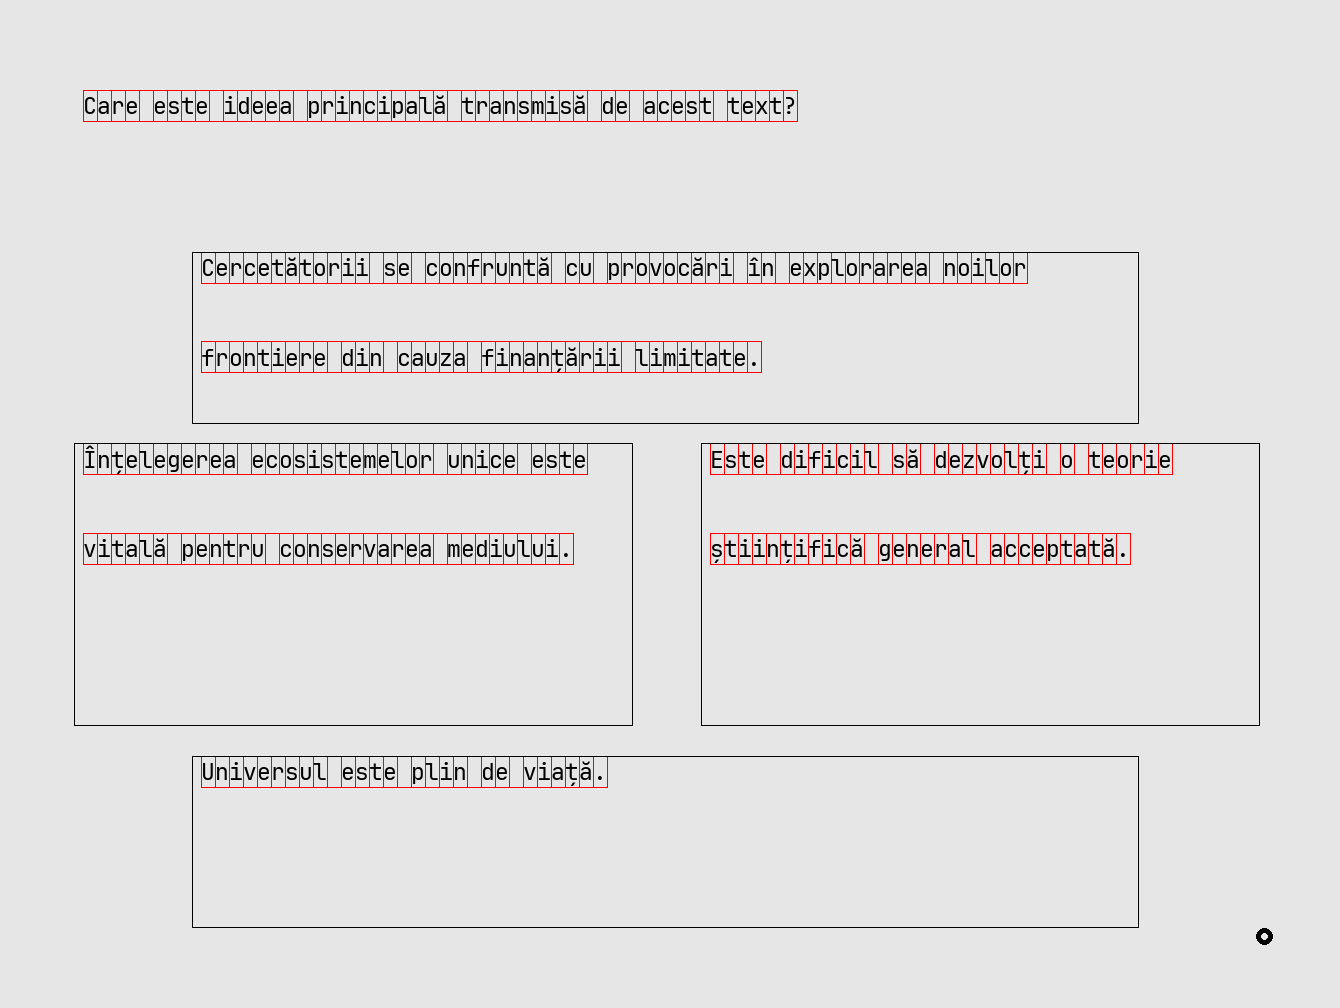 Care este ideea principală transmisă de acest text?
Cercetătorii se confruntă cu provocări în explorarea noilor
frontiere din cauza finanțării limitate.
Înțelegerea ecosistemelor unice este
vitală pentru conservarea mediului.
Este dificil să dezvolți o teorie
științifică general acceptată.
Universul este plin de viață.